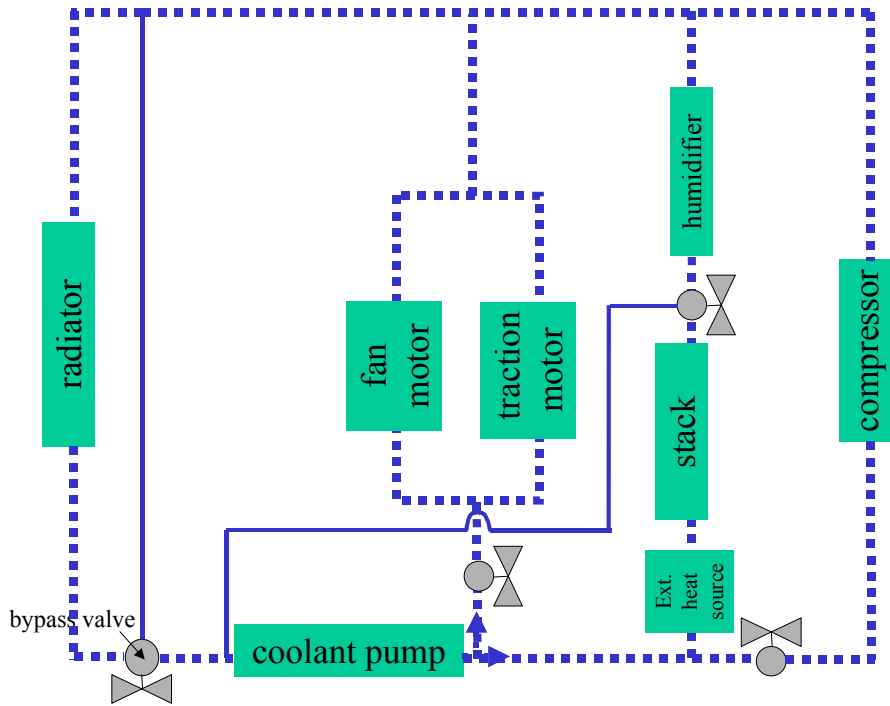 humidifier
radiator
fan
motor
traction
motor
compressor
stack
Ext.
heat
source
bypass valve
coolant pump